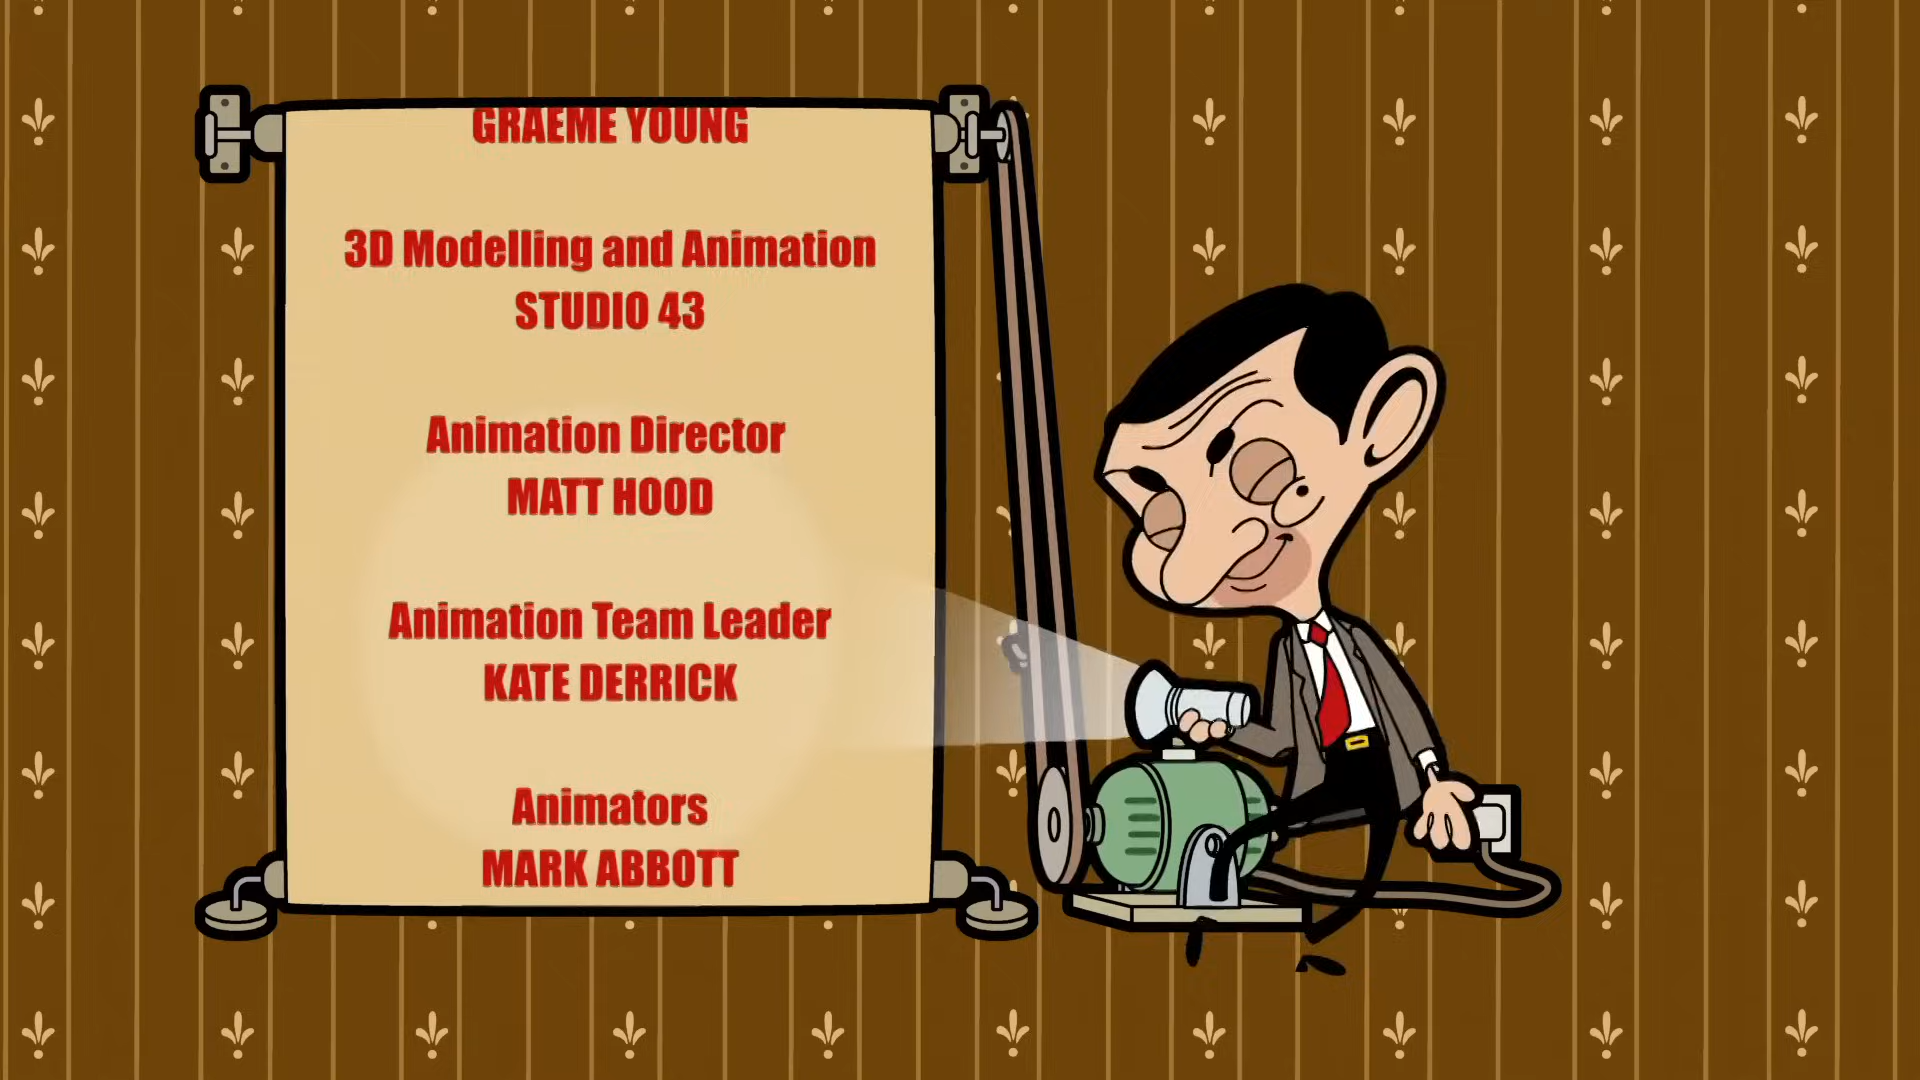 GRAEME YOUNG
3D Modelling and Animation
STUDIO 43
Animation Director
MATT HOOD
Animation Team Leader
KATE DERRICK
Animators
MARK ABBOTT